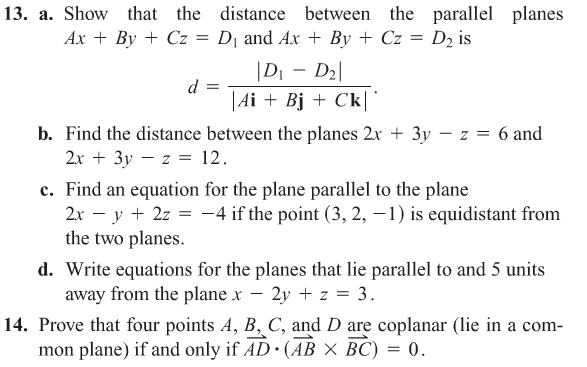 13. a. Show that the distance between the parallel planes
Ax + By + Cz = D₁ and Ax + By + Cz = D₂ is
d = |D₁ − D₂| / |Ai + Bj + Ck| .
b. Find the distance between the planes 2x + 3y − z = 6 and
2x + 3y − z = 12.
c. Find an equation for the plane parallel to the plane
2x − y + 2z = −4 if the point (3, 2, −1) is equidistant from
the two planes.
d. Write equations for the planes that lie parallel to and 5 units
away from the plane x − 2y + z = 3.
14. Prove that four points A, B, C, and D are coplanar (lie in a com-
mon plane) if and only if A⃗D⃗ · (A⃗B⃗ × B⃗C⃗) = 0.